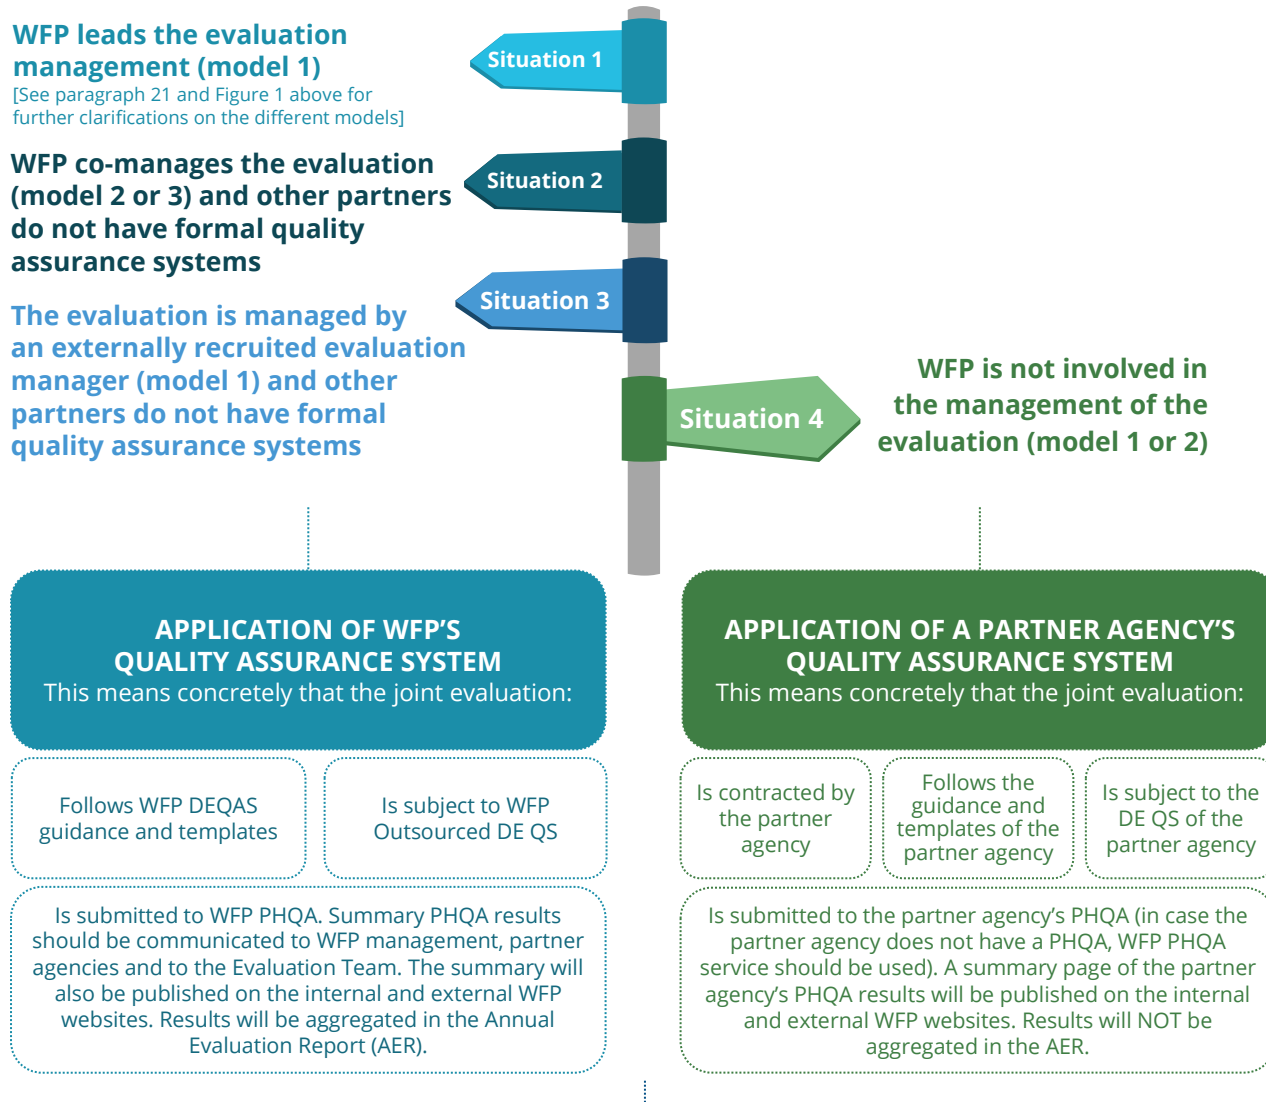 WFP leads the evaluation
management (model 1)
[See paragraph 21 and Figure 1 above for
further clarifications on the different models]
Situation 1
WFP co-manages the evaluation
(model 2 or 3) and other partners
do not have formal quality
assurance systems
Situation 2
The evaluation is managed by
an externally recruited evaluation
manager (model 1) and other
partners do not have formal
quality assurance systems
Situation 3
Situation 4
WFP is not involved in
the management of the
evaluation (model 1 or 2)
APPLICATION OF WFP'S
QUALITY ASSURANCE SYSTEM
This means concretely that the joint evaluation:
Follows WFP DEQAS
guidance and templates
Is subject to WFP
Outsourced DE QS
Is submitted to WFP PHQA. Summary PHQA results
should be communicated to WFP management, partner
agencies and to the Evaluation Team. The summary will
also be published on the internal and external WFP
websites. Results will be aggregated in the Annual
Evaluation Report (AER).
APPLICATION OF A PARTNER AGENCY'S
QUALITY ASSURANCE SYSTEM
This means concretely that the joint evaluation:
Is contracted by
the partner
agency
Follows the
guidance and
templates of the
partner agency
Is subject to the
DE QS of the
partner agency
Is submitted to the partner agency's PHQA (in case the
partner agency does not have a PHQA, WFP PHQA
service should be used). A summary page of the partner
agency's PHQA results will be published on the internal
and external WFP websites. Results will NOT be
aggregated in the AER.